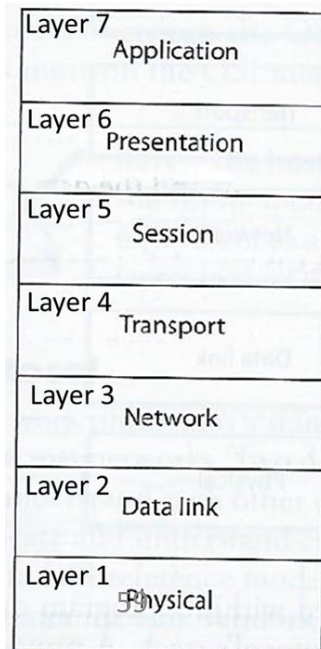 Layer 7
Application
Layer 6
Presentation
Layer 5
Session
Layer 4
Transport
Layer 3
Network
Layer 2
Data link
Layer 1
Physical
59